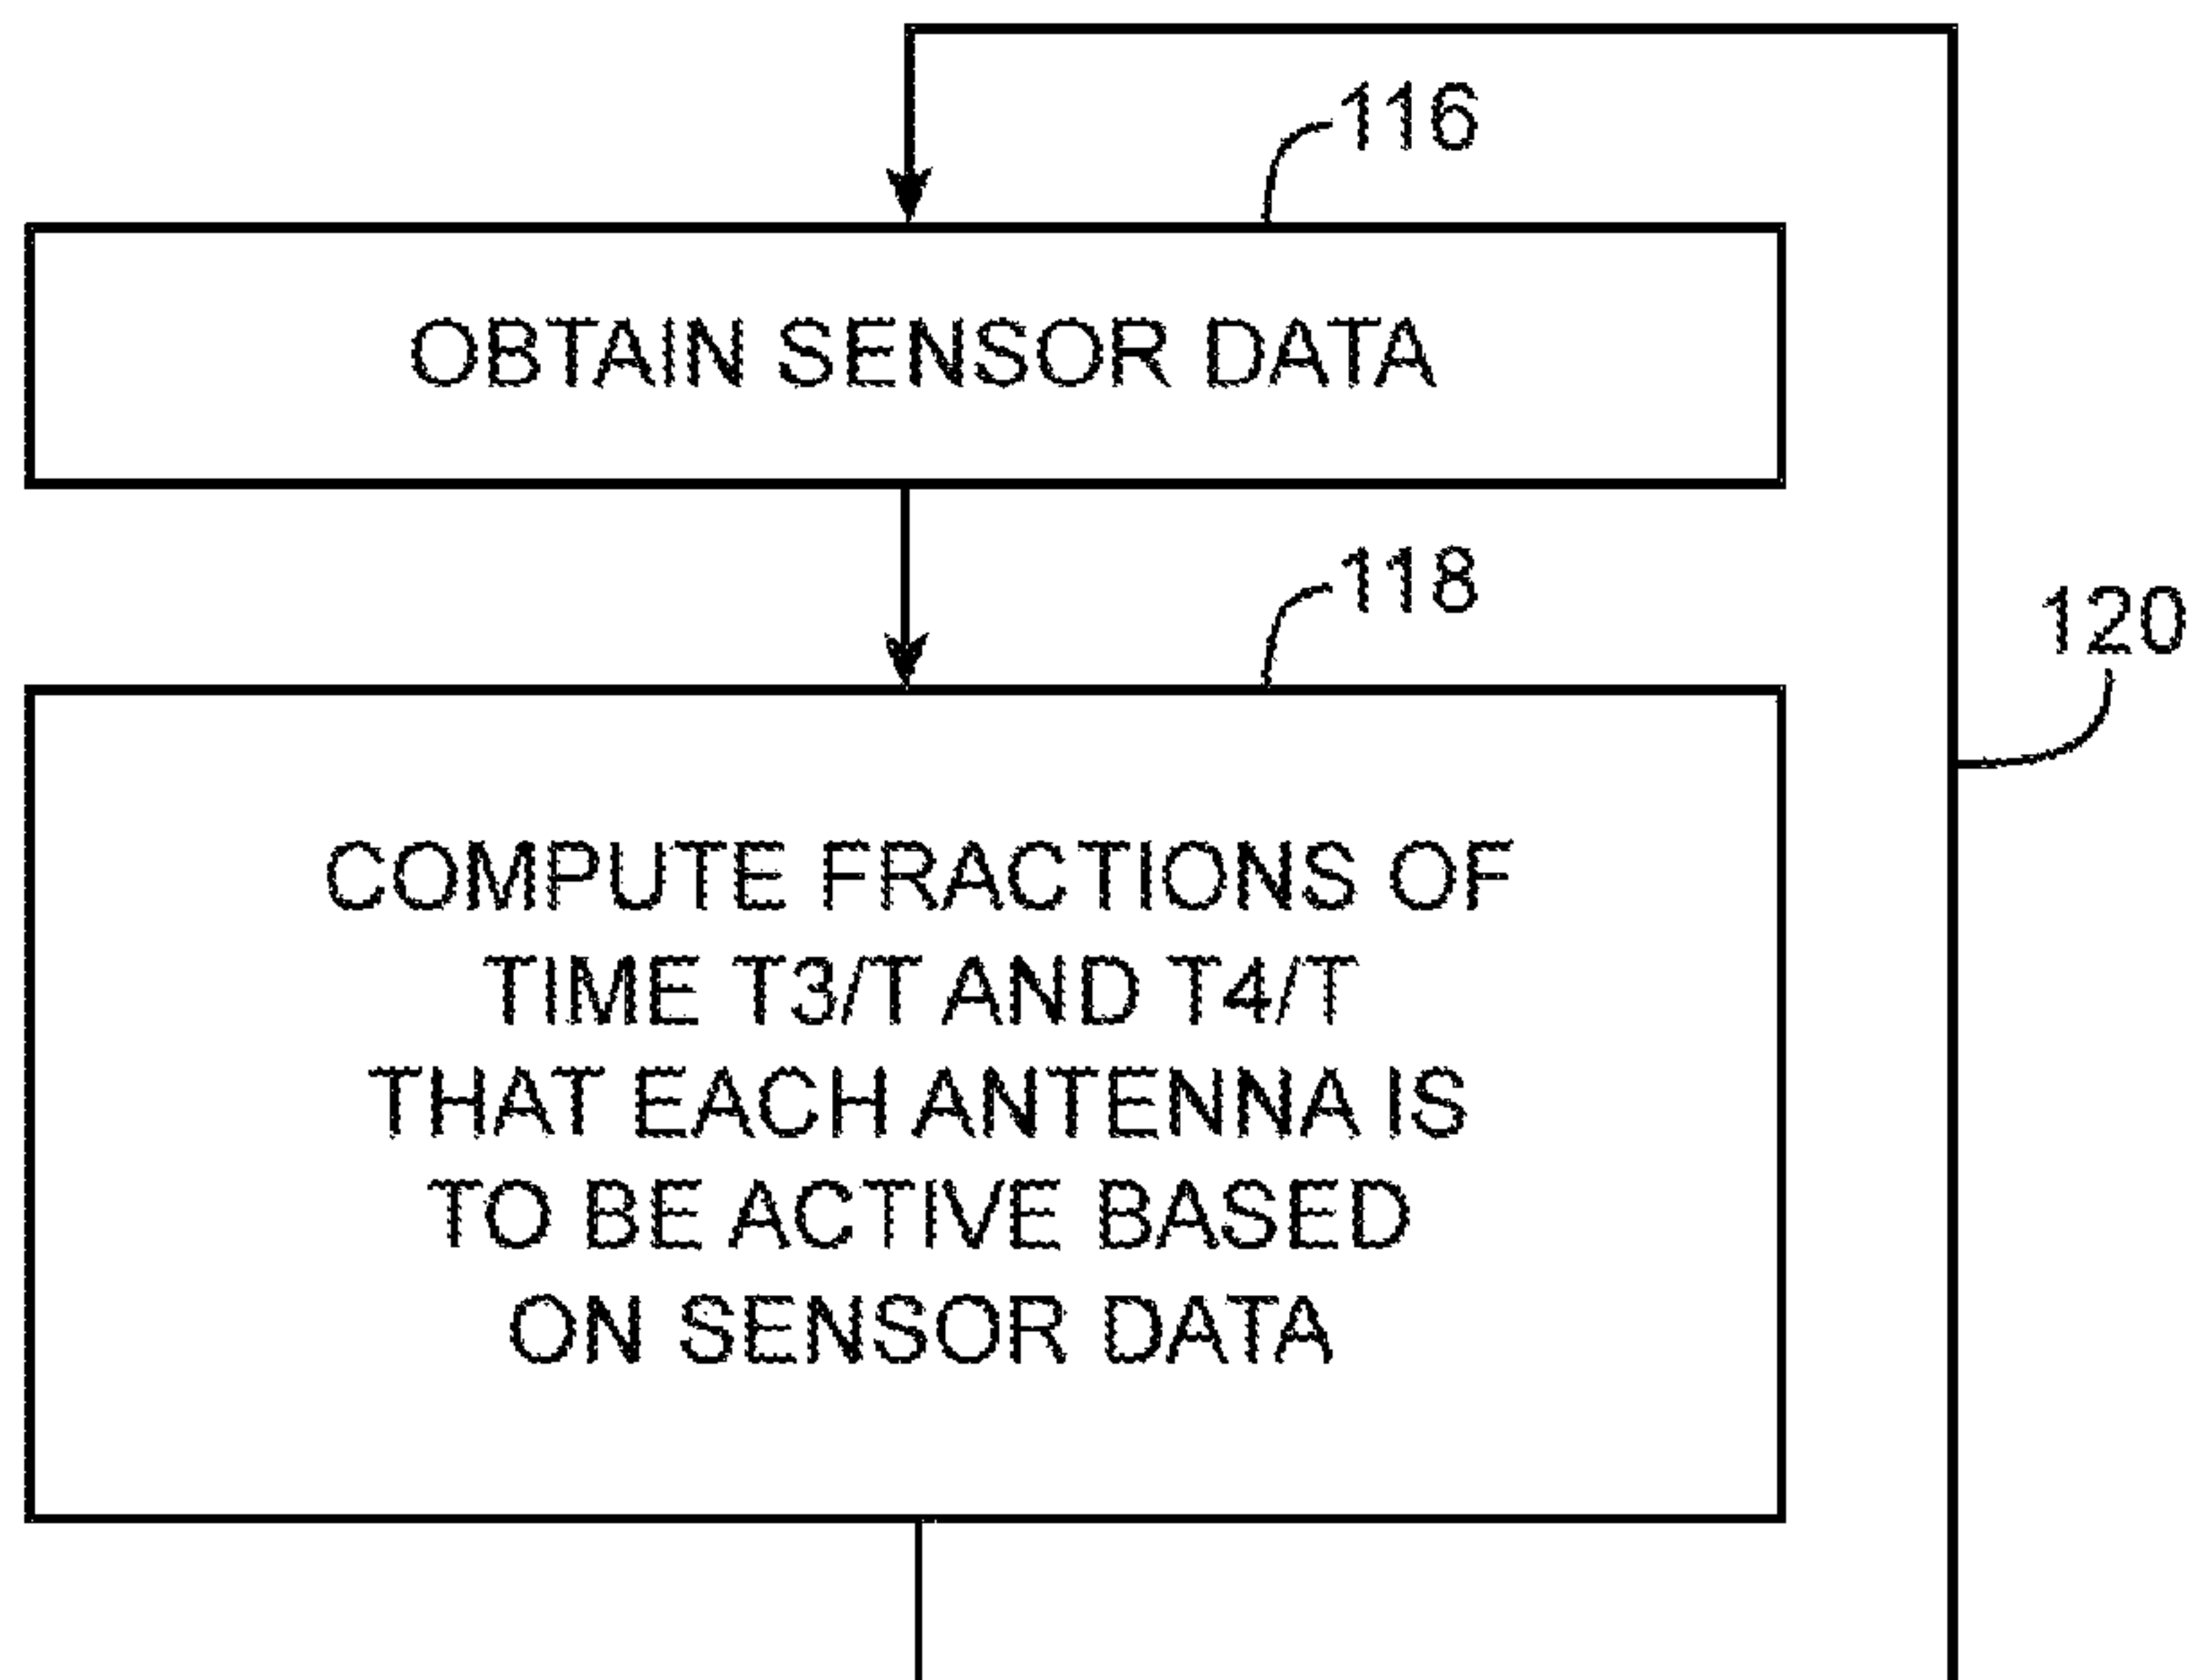 116
OBTAIN SENSOR DATA
118
120
COMPUTE FRACTIONS OF
TIME T3/T AND T4/T
THAT EACH ANTENNA IS
TO BE ACTIVE BASED
ON SENSOR DATA